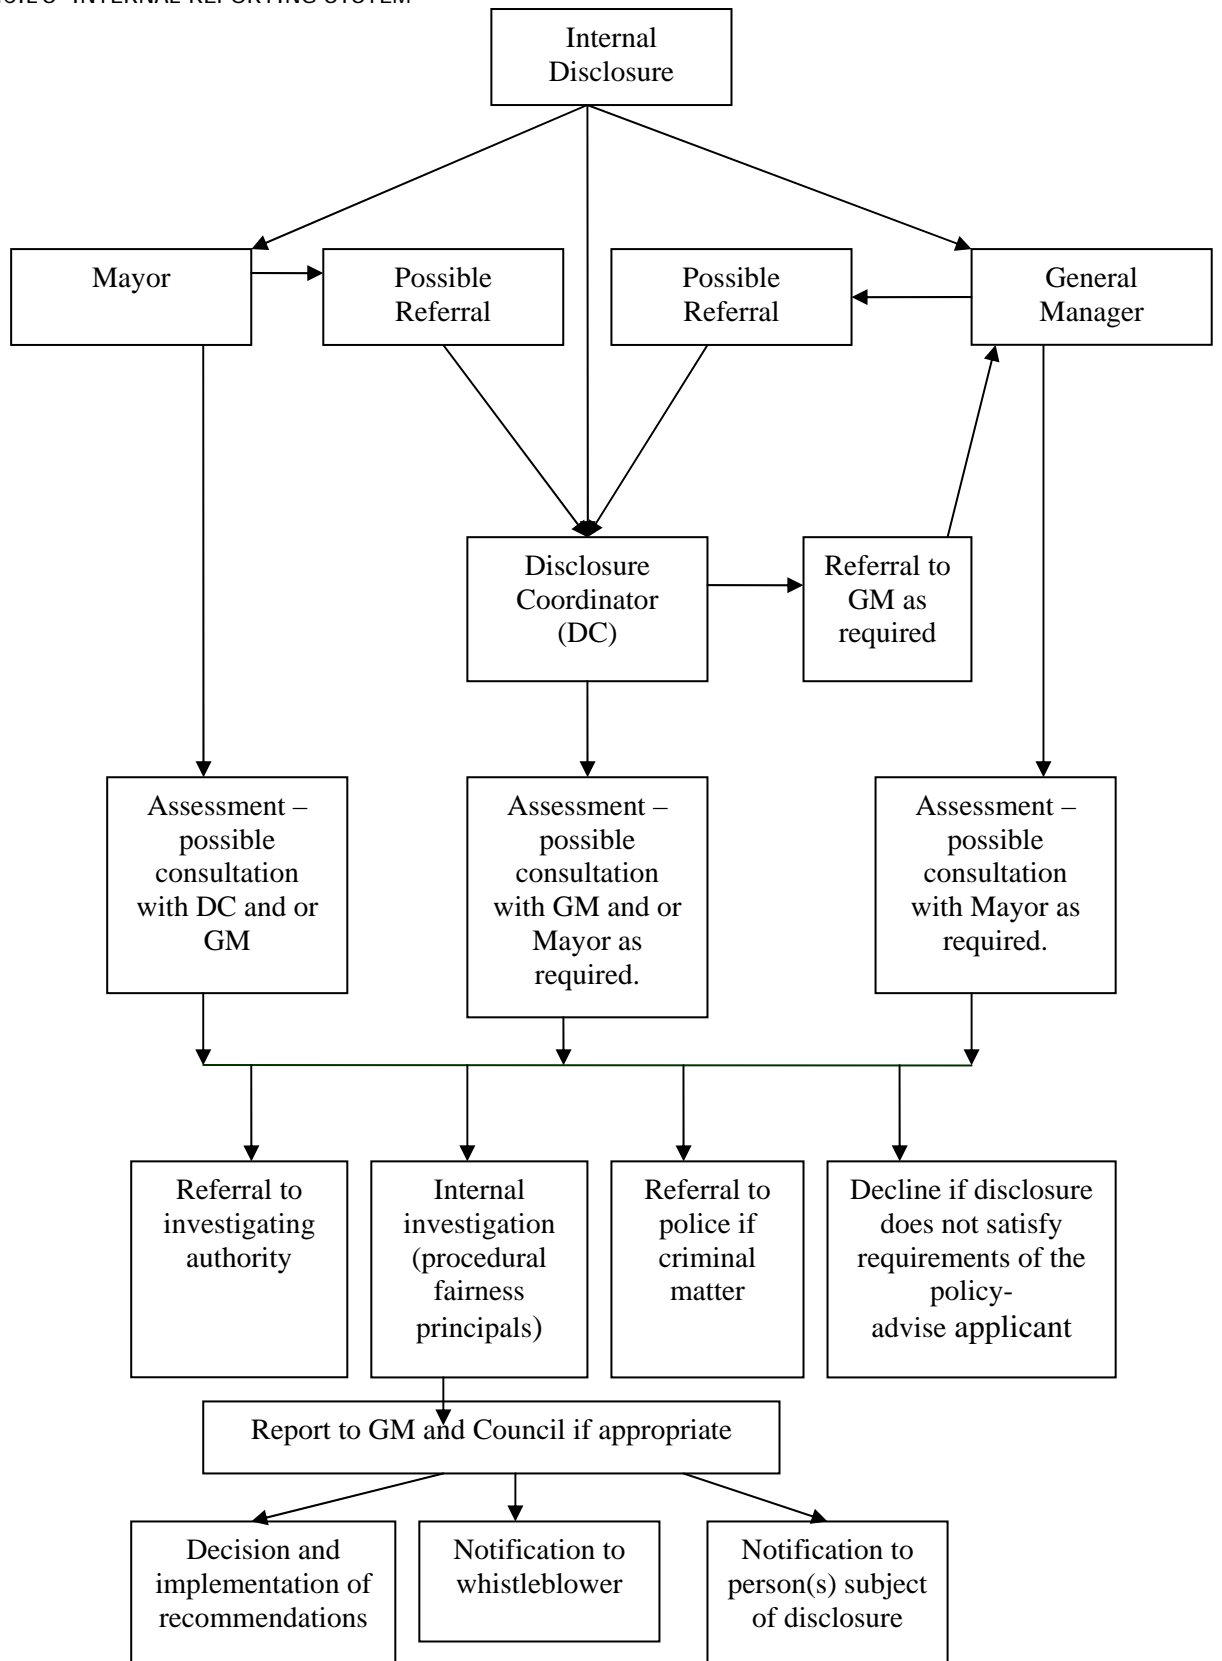 INTERNAL REPORTING SYSTEM
Internal
Disclosure
Mayor
Possible
Referral
Possible
Referral
General
Manager
Disclosure
Coordinator
(DC)
Referral to
GM as
required
Assessment –
possible
consultation
with DC and or
GM
Assessment –
possible
consultation
with GM and or
Mayor as
required.
Assessment –
possible
consultation
with Mayor as
required.
Referral to
investigating
authority
Internal
investigation
(procedural
fairness
principals)
Referral to
police if
criminal
matter
Decline if disclosure
does not satisfy
requirements of the
policy-
advise applicant
Report to GM and Council if appropriate
Decision and
implementation of
recommendations
Notification to
whistleblower
Notification to
person(s) subject
of disclosure